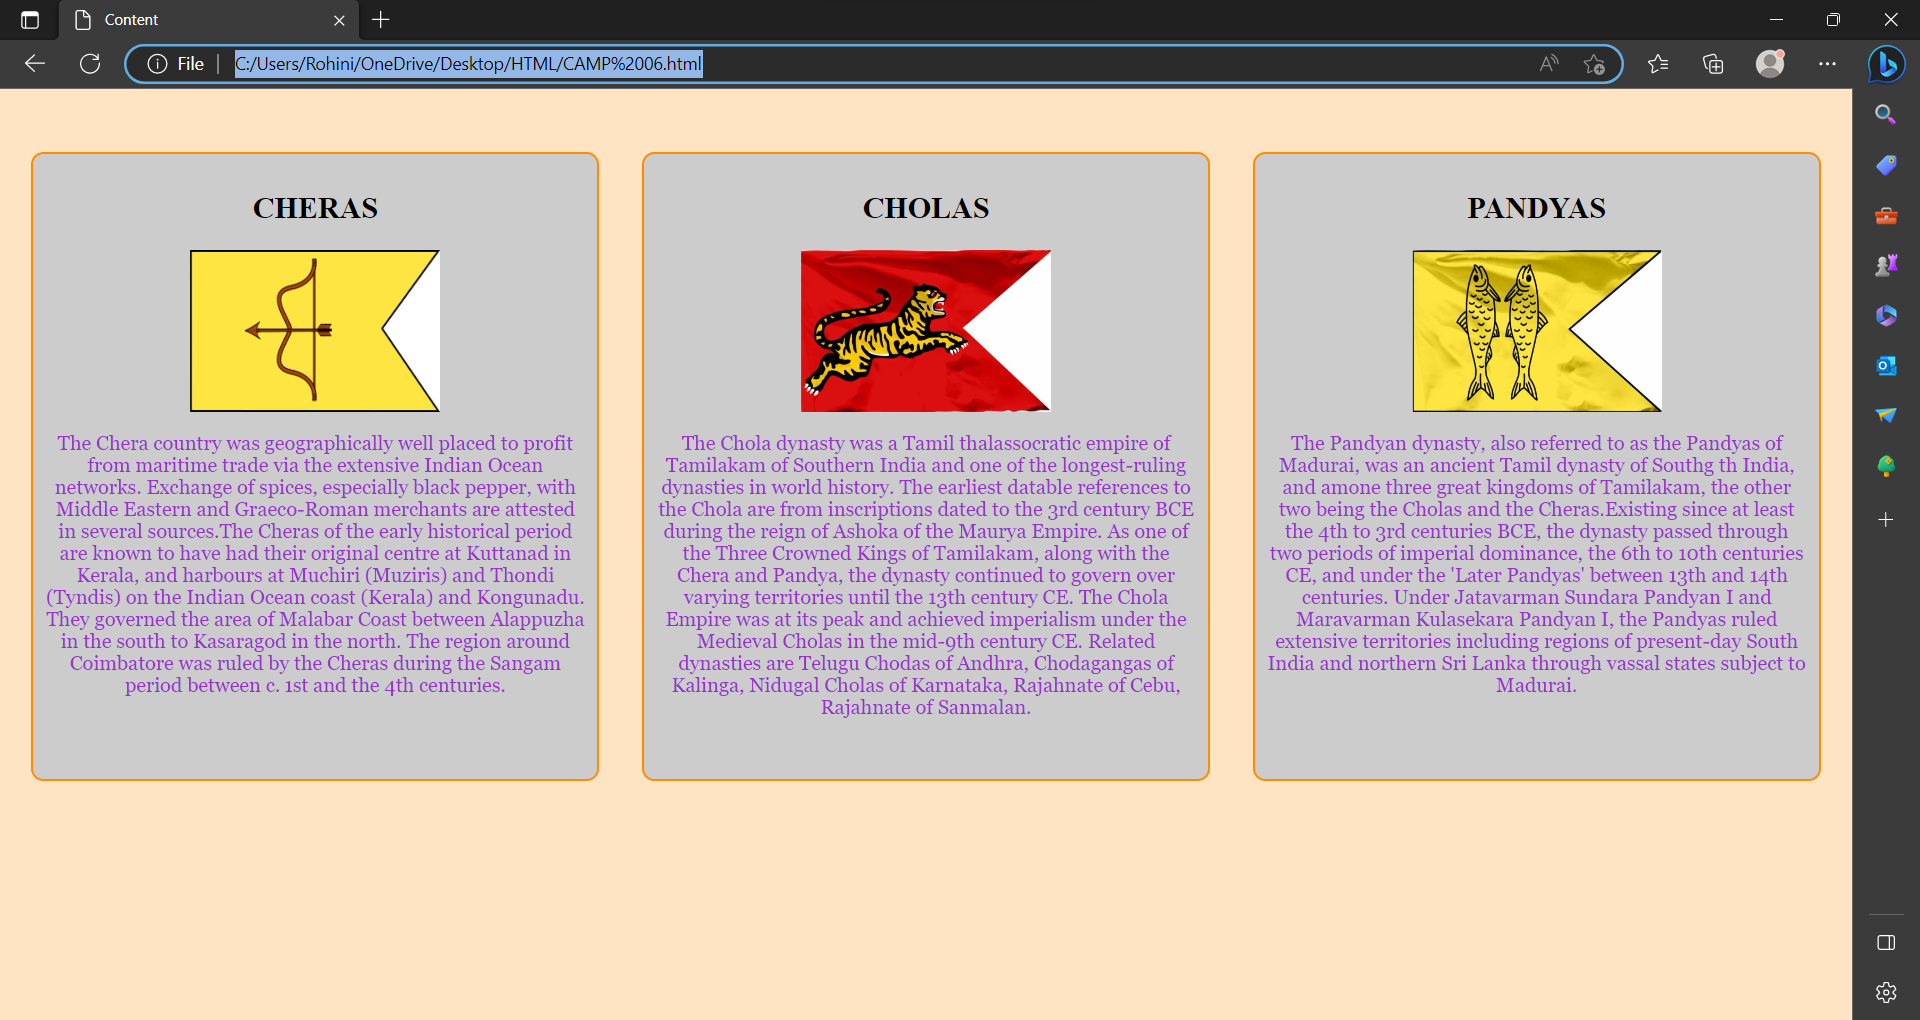 Content
File
C:/Users/Rohini/OneDrive/Desktop/HTML/CAMP%2006.html
CHERAS
The Chera country was geographically well placed to profit
from maritime trade via the extensive Indian Ocean
networks. Exchange of spices, especially black pepper, with
Middle Eastern and Graeco-Roman merchants are attested
in several sources.The Cheras of the early historical period
are known to have had their original centre at Kuttanad in
Kerala, and harbours at Muchiri (Muziris) and Thondi
(Tyndis) on the Indian Ocean coast (Kerala) and Kongunadu.
They governed the area of Malabar Coast between Alappuzha
in the south to Kasaragod in the north. The region around
Coimbatore was ruled by the Cheras during the Sangam
period between c. 1st and the 4th centuries.
CHOLAS
The Chola dynasty was a Tamil thalassocratic empire of
Tamilakam of Southern India and one of the longest-ruling
dynasties in world history. The earliest datable references to
the Chola are from inscriptions dated to the 3rd century BCE
during the reign of Ashoka of the Maurya Empire. As one of
the Three Crowned Kings of Tamilakam, along with the
Chera and Pandya, the dynasty continued to govern over
varying territories until the 13th century CE. The Chola
Empire was at its peak and achieved imperialism under the
Medieval Cholas in the mid-9th century CE. Related
dynasties are Telugu Chodas of Andhra, Chodagangas of
Kalinga, Nidugal Cholas of Karnataka, Rajahnate of Cebu,
Rajahnate of Sanmalan.
PANDYAS
The Pandyan dynasty, also referred to as the Pandyas of
Madurai, was an ancient Tamil dynasty of Southg th India,
and amone three great kingdoms of Tamilakam, the other
two being the Cholas and the Cheras.Existing since at least
the 4th to 3rd centuries BCE, the dynasty passed through
two periods of imperial dominance, the 6th to 10th centuries
CE, and under the 'Later Pandyas' between 13th and 14th
centuries. Under Jatavarman Sundara Pandyan I and
Maravarman Kulasekara Pandyan I, the Pandyas ruled
extensive territories including regions of present-day South
India and northern Sri Lanka through vassal states subject to
Madurai.